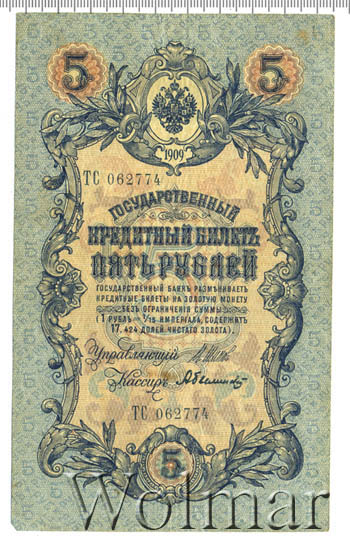 5 5
1909
ТС 062774
ГОСУДАРСТВЕННЫЙ
КРЕДИТНЫЙ БИЛЕТЪ
ПЯТЬ РУБЛЕЙ
ГОСУДАРСТВЕННЫЙ БАНКЪ РАЗМѢНИВАЕТЪ
КРЕДИТНЫЕ БИЛЕТЫ НА ЗОЛОТУЮ МОНЕТУ
БЕЗЪ ОГРАНИЧЕНІЯ СУММЫ
(1 РУБЛЬ = 1/15 ИМПЕРІАЛА, СОДЕРЖИТЪ
17,424 ДОЛЕЙ ЧИСТАГО ЗОЛОТА).
Управляющій
Кассиръ
ТС 062774
5
Wolmar